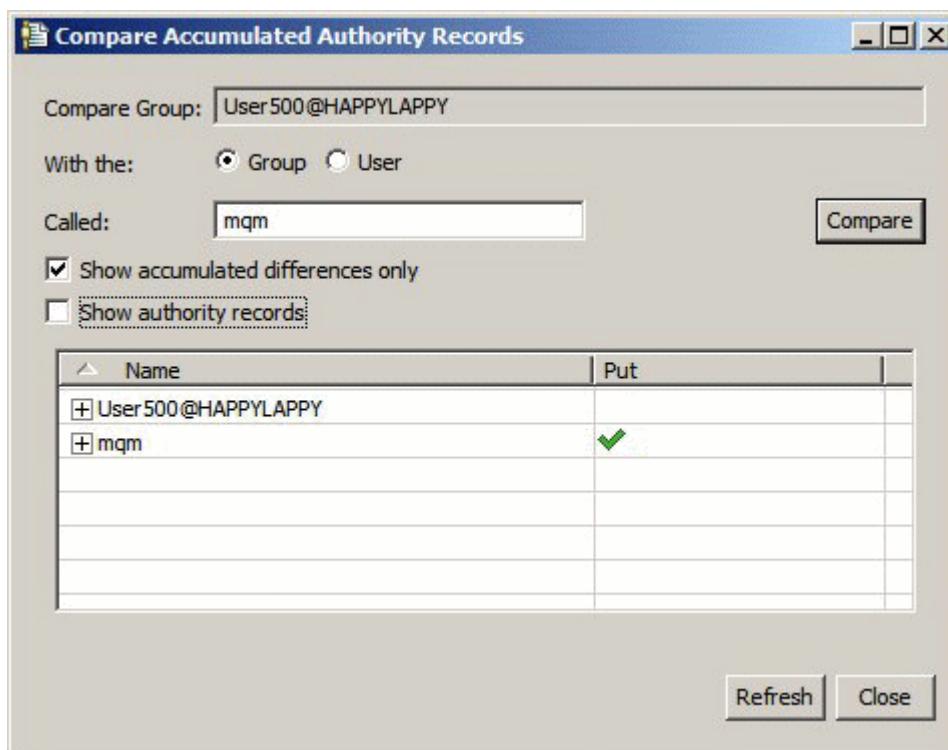 Compare Accumulated Authority Records
Compare Group: User500@HAPPYLAPPY
With the: Group User
Called: mqm Compare
Show accumulated differences only
Show authority records
Name Put
User500@HAPPYLAPPY
mqm
Refresh Close